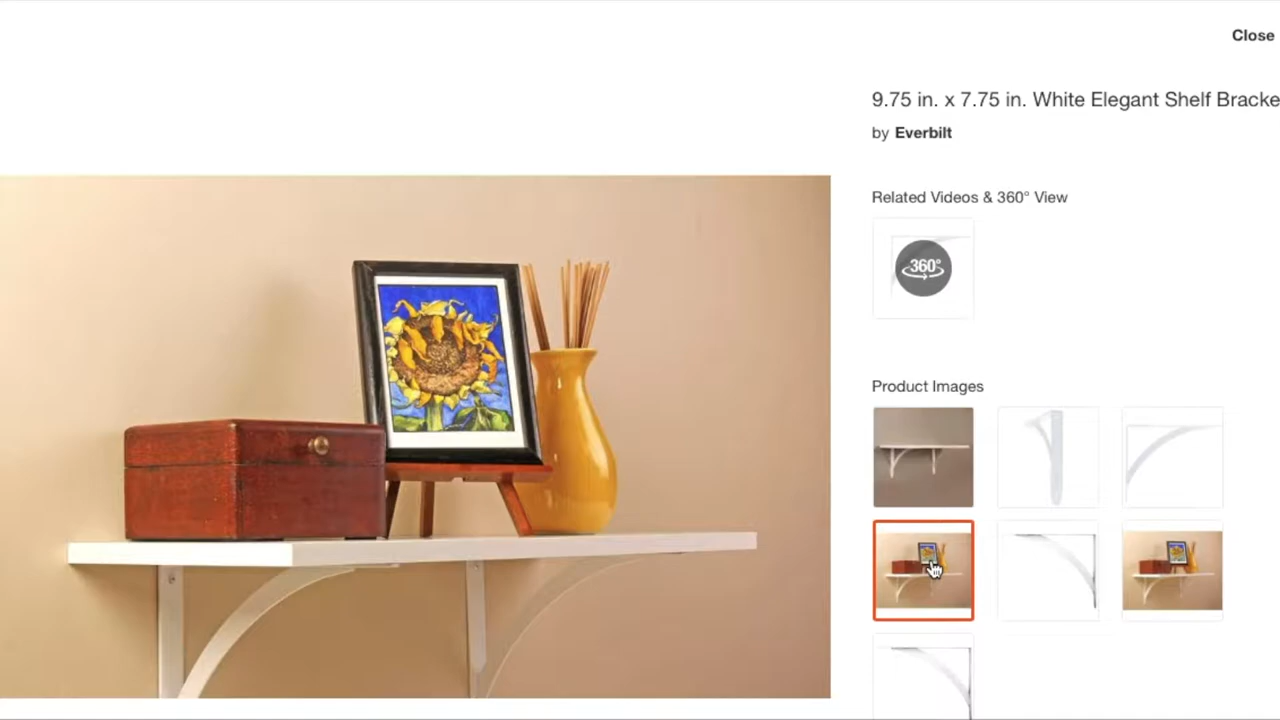 Close
9.75 in. x 7.75 in. White Elegant Shelf Bracke
by Everbilt
Related Videos & 360° View
360°
Product Images